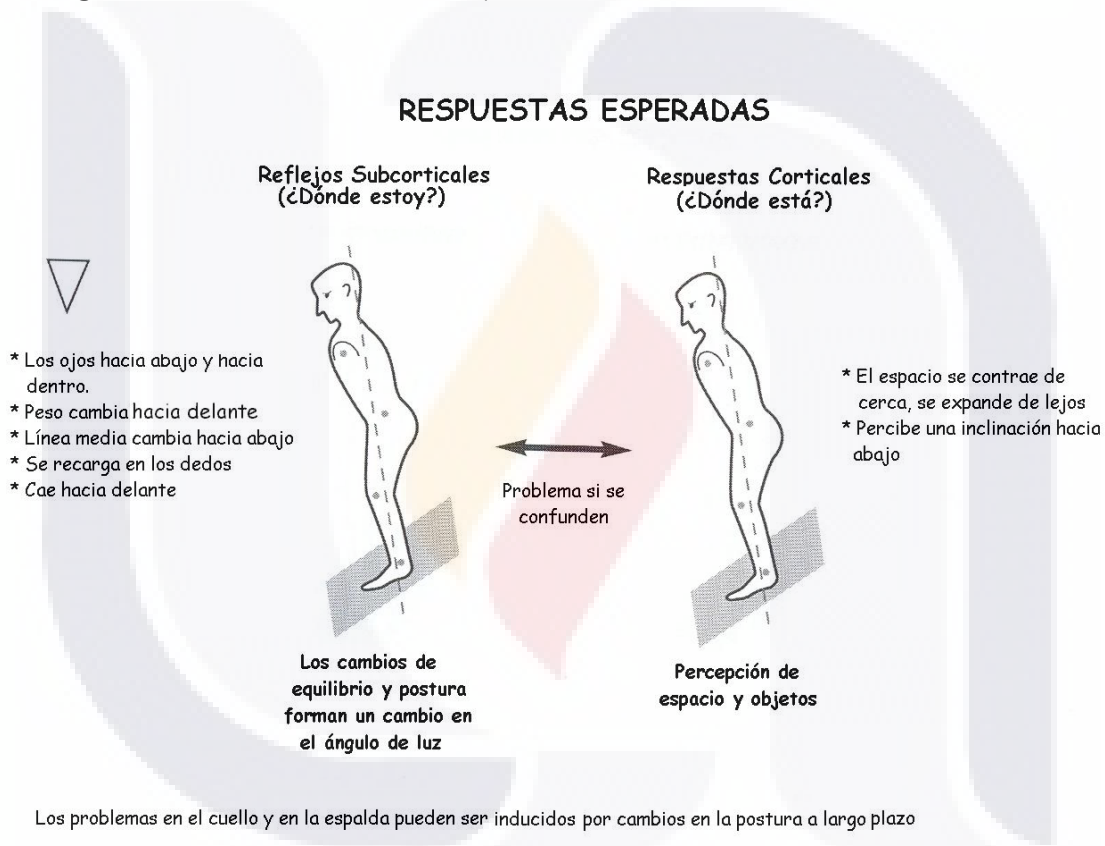 RESPUESTAS ESPERADAS
Reflejos Subcorticales
(¿Dónde estoy?)
Respuestas Corticales
(¿Dónde está?)
* Los ojos hacia abajo y hacia
dentro.
* Peso cambia hacia delante
* Línea media cambia hacia abajo
* Se recarga en los dedos
* Cae hacia delante
Problema si se
confunden
* El espacio se contrae de
cerca, se expande de lejos
* Percibe una inclinación hacia
abajo
Los cambios de
equilibrio y postura
forman un cambio en
el ángulo de luz
Percepción de
espacio y objetos
Los problemas en el cuello y en la espalda pueden ser inducidos por cambios en la postura a largo plazo